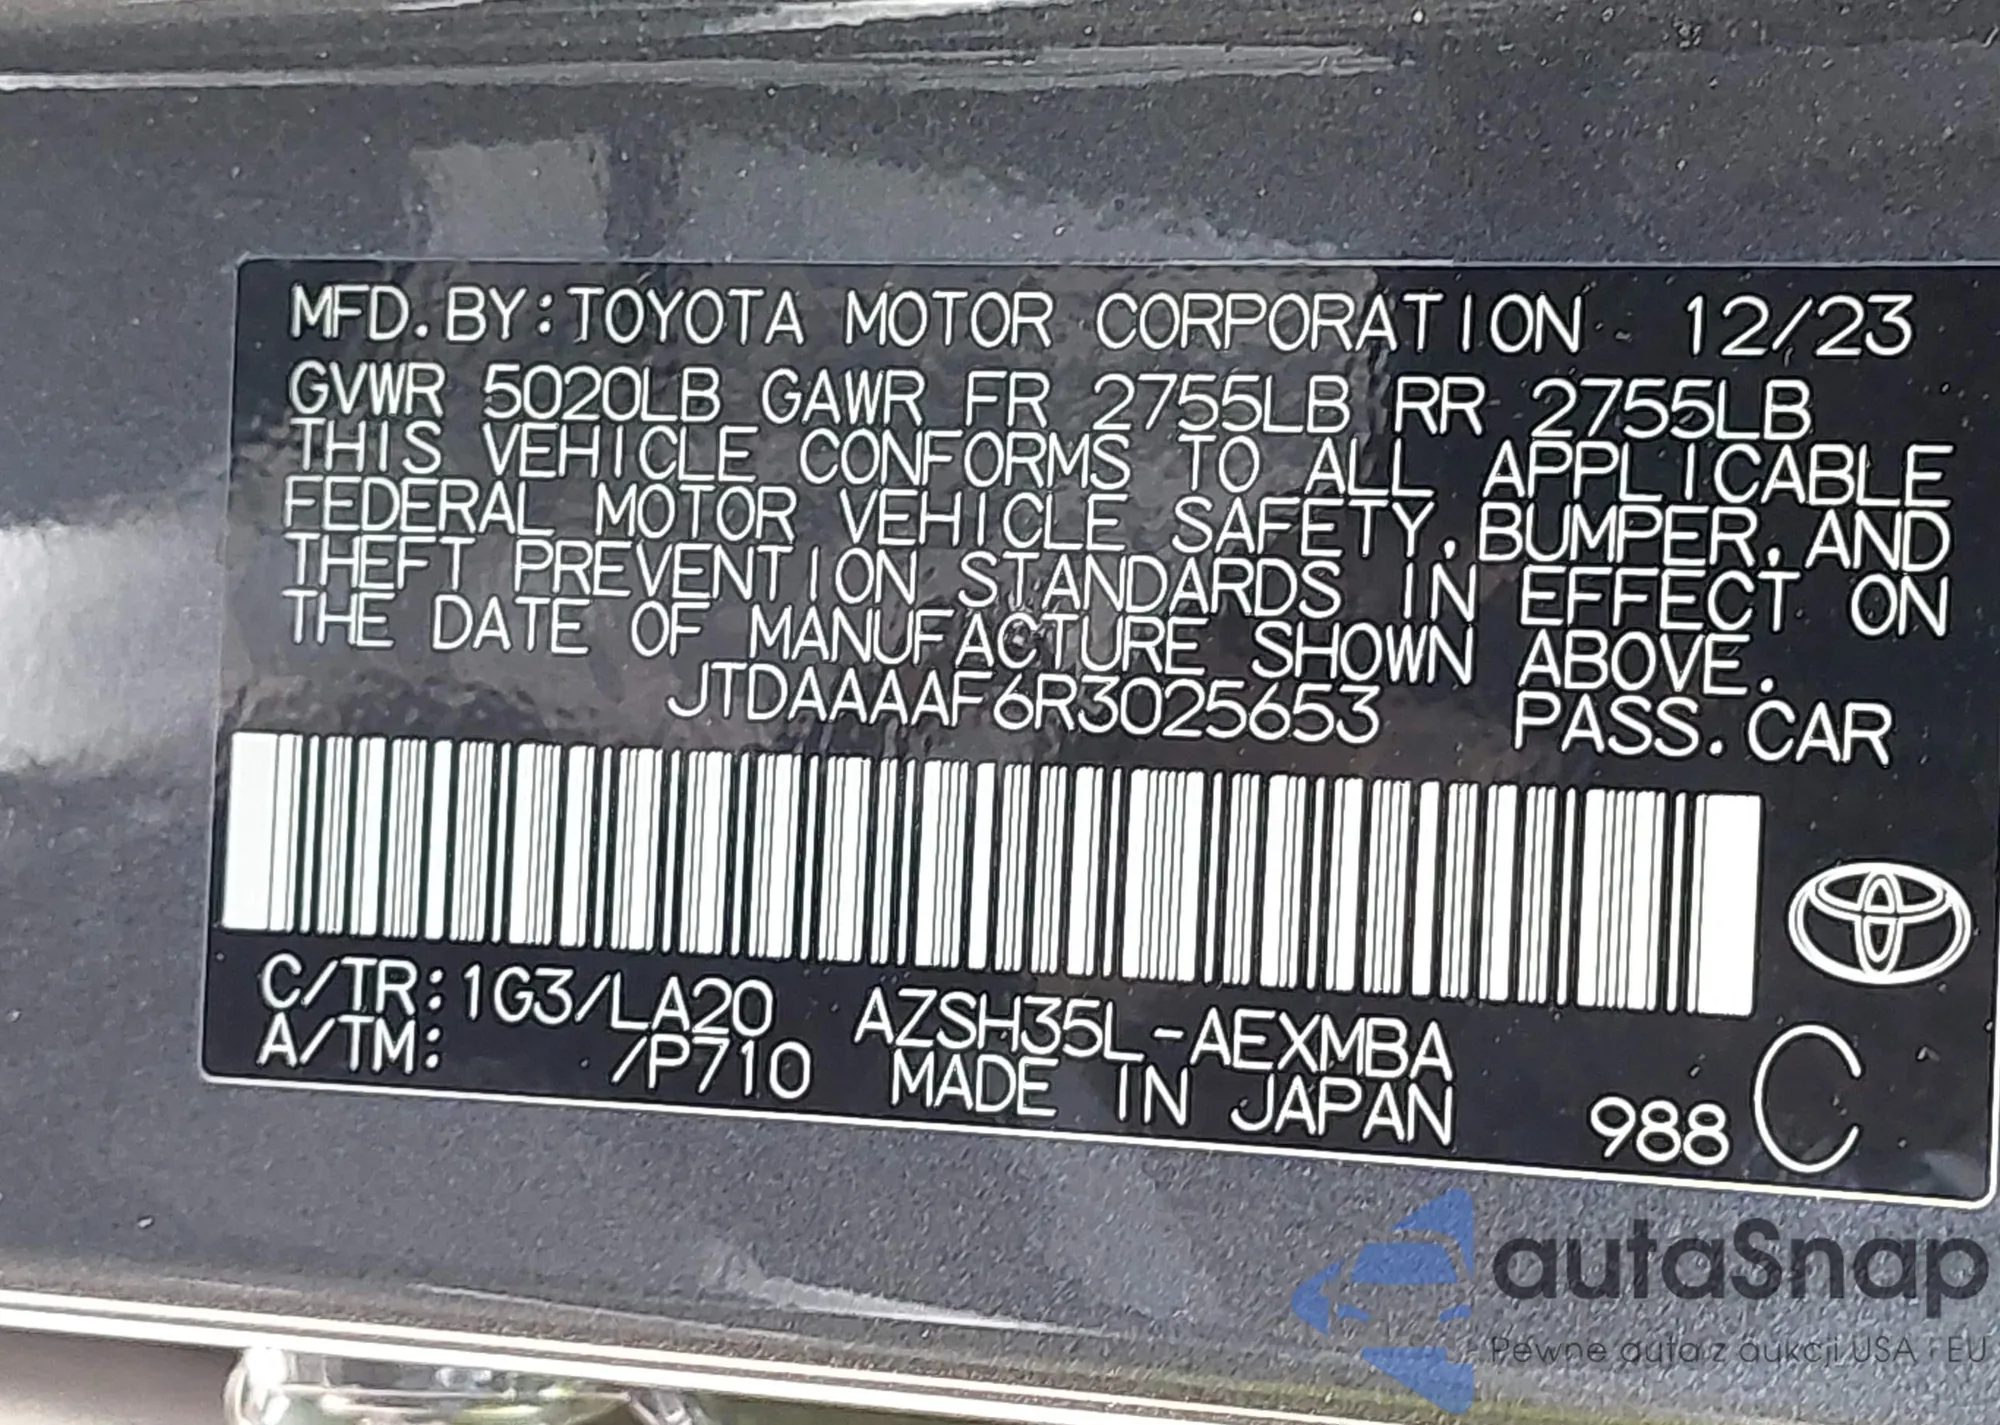 MFD. BY: TOYOTA MOTOR CORPORATION 12/23
GVWR 5020LB GAWR FR 2755LB RR 2755LB
THIS VEHICLE CONFORMS TO ALL APPLICABLE
FEDERAL MOTOR VEHICLE SAFETY, BUMPER, AND
THEFT PREVENTION STANDARDS IN EFFECT ON
THE DATE OF MANUFACTURE SHOWN ABOVE.
JTDAAAAF6R3025653 PASS. CAR
C/TR: 1G3/LA20 AZSH35L-AEXMBA
A/TM: /P710 MADE IN JAPAN 988 C
autaSnap
Pewne auta z aukcji USA i EU